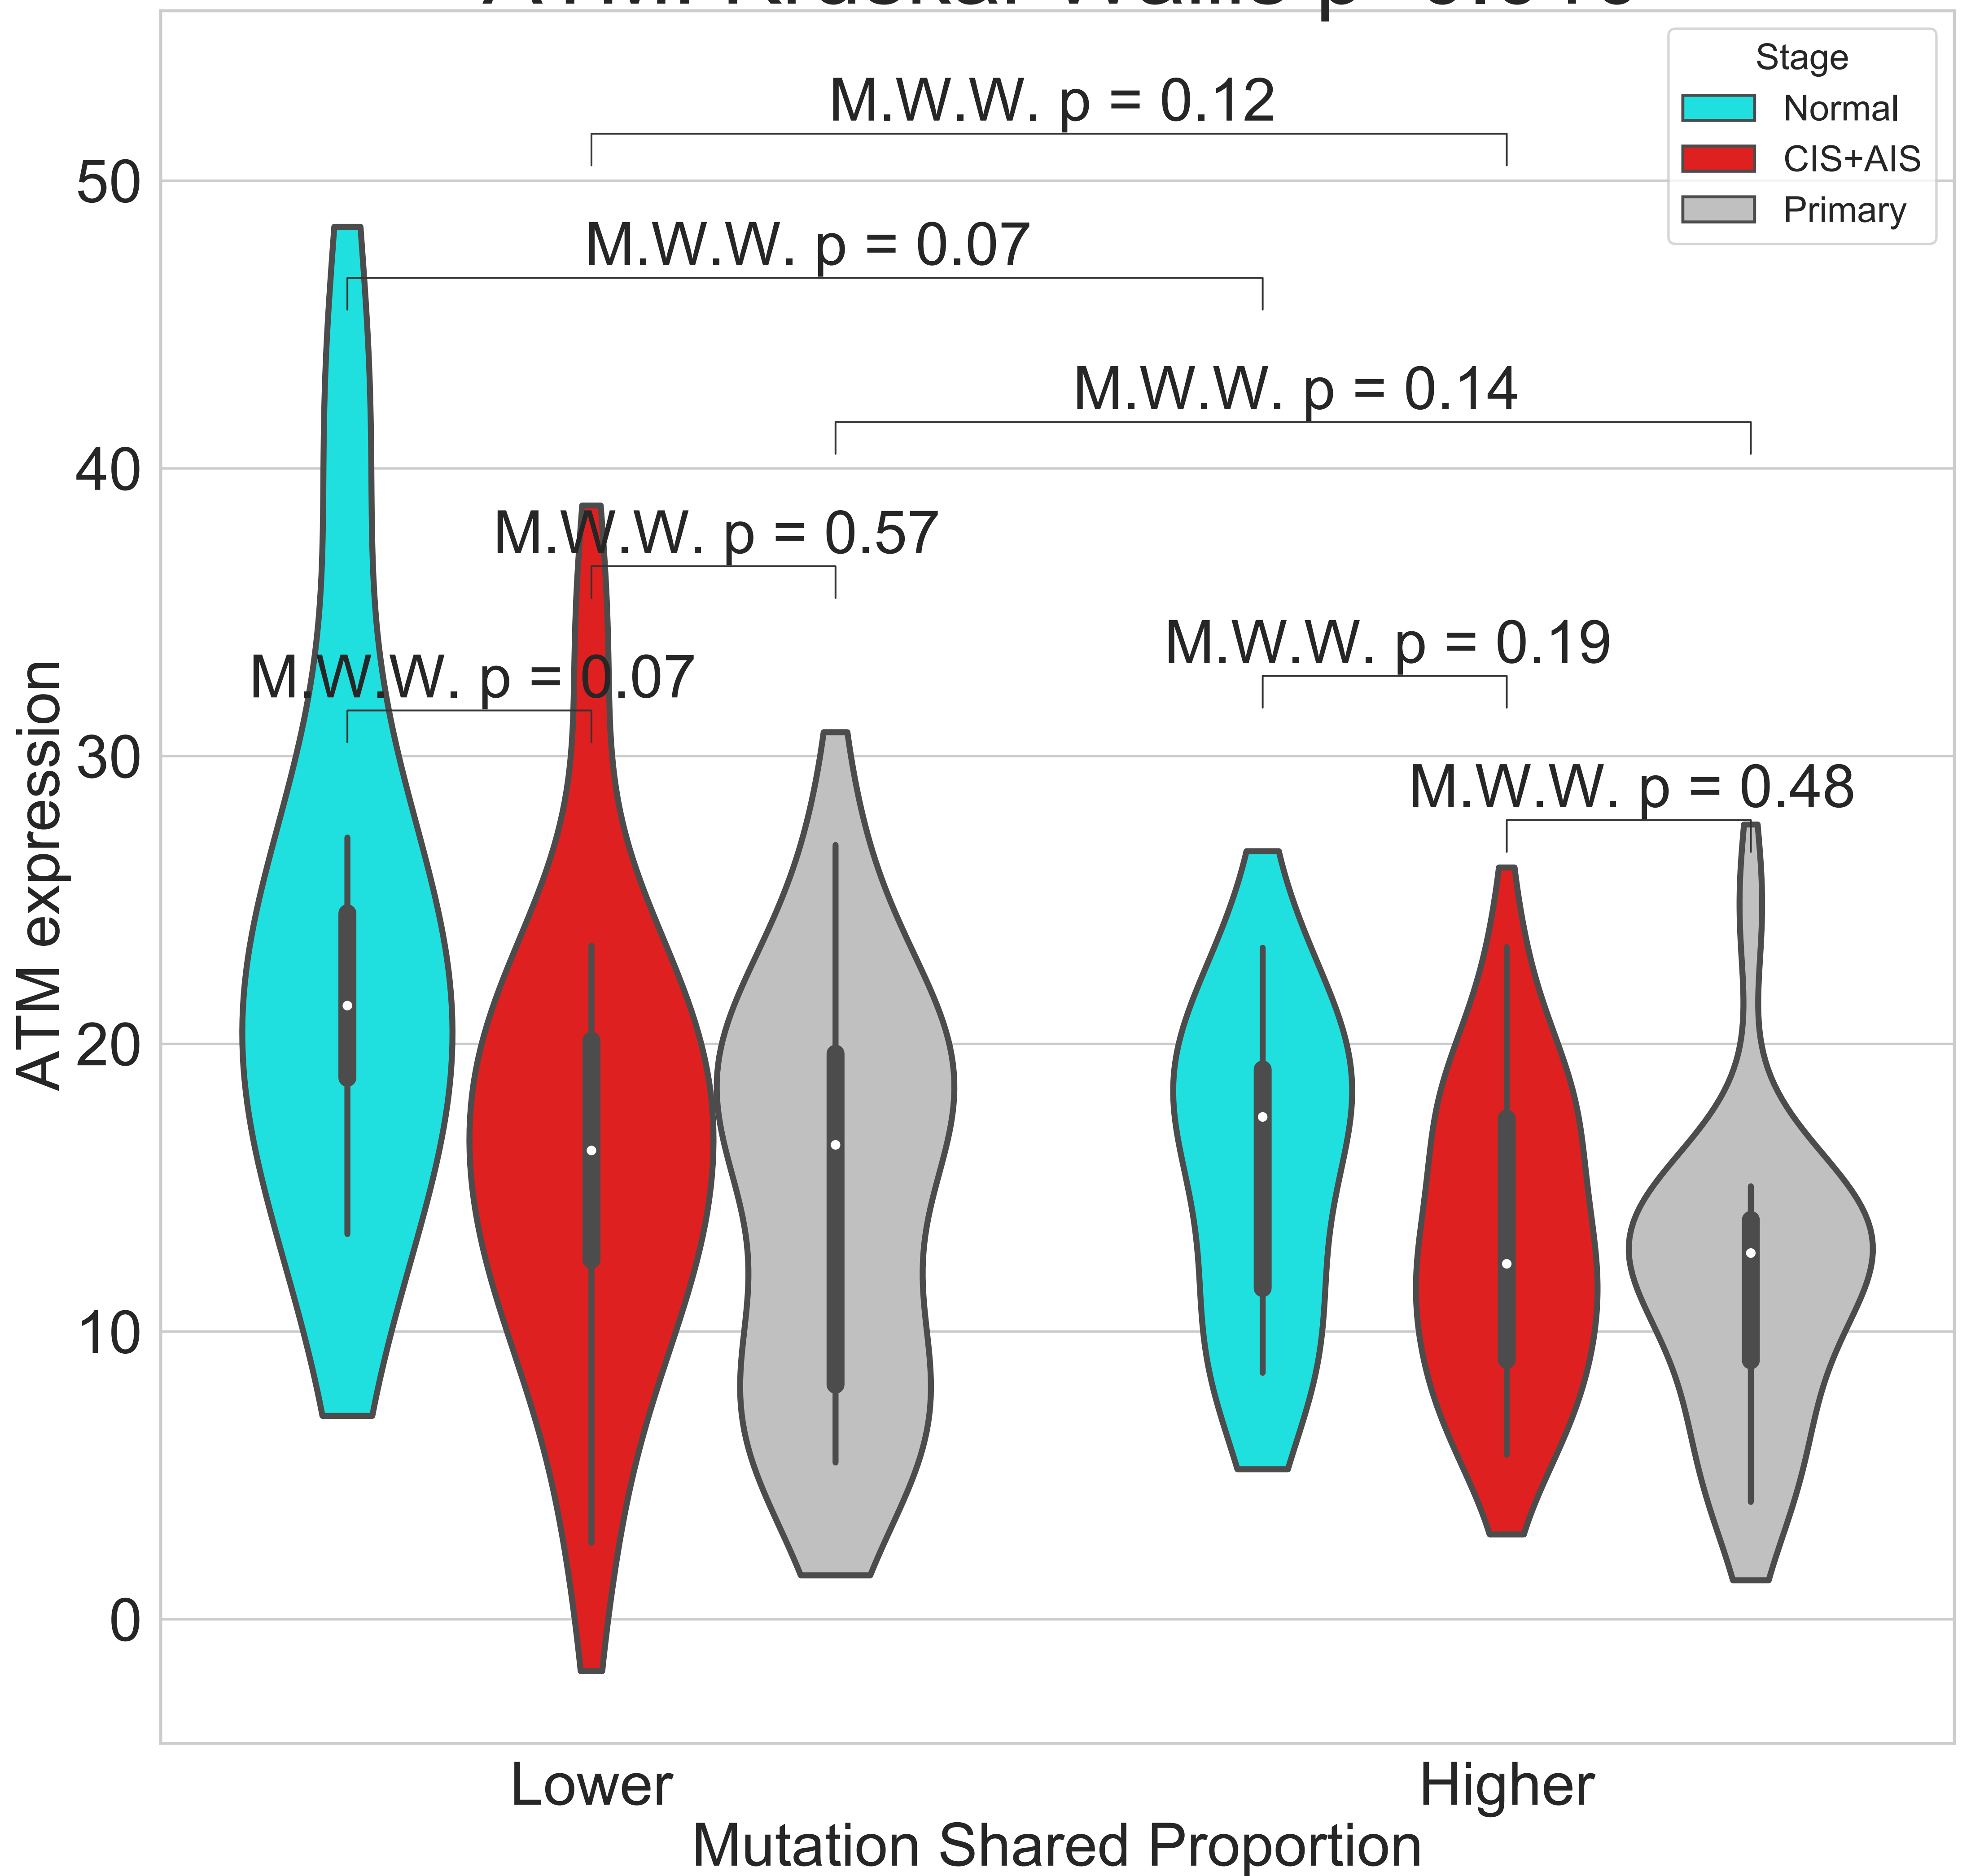 Stage
Normal
CIS+AIS
Primary
M.W.W. p = 0.12
M.W.W. p = 0.07
M.W.W. p = 0.14
M.W.W. p = 0.57
M.W.W. p = 0.19
M.W.W. p = 0.07
M.W.W. p = 0.48
50
40
30
20
10
0
ATM expression
Lower
Higher
Mutation Shared Proportion